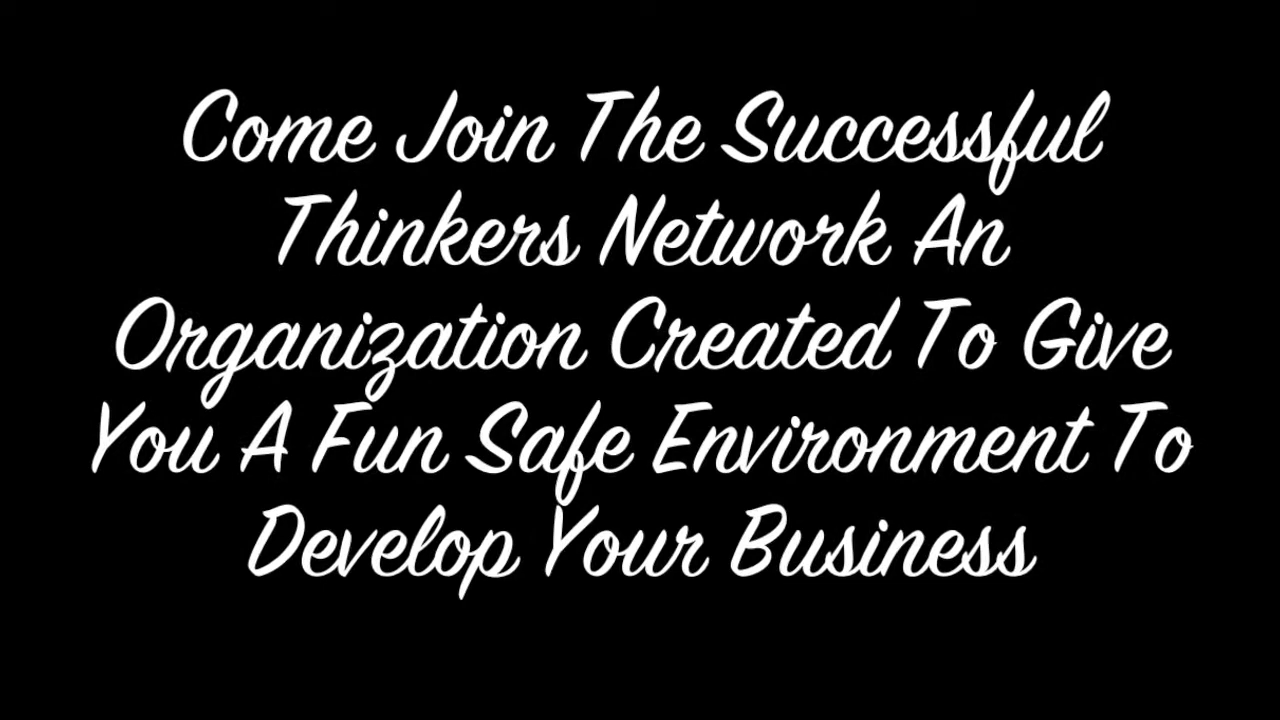 Come Join The Successful
Thinkers Network An
Organization Created To Give
You A Fun Safe Environment To
Develop Your Business